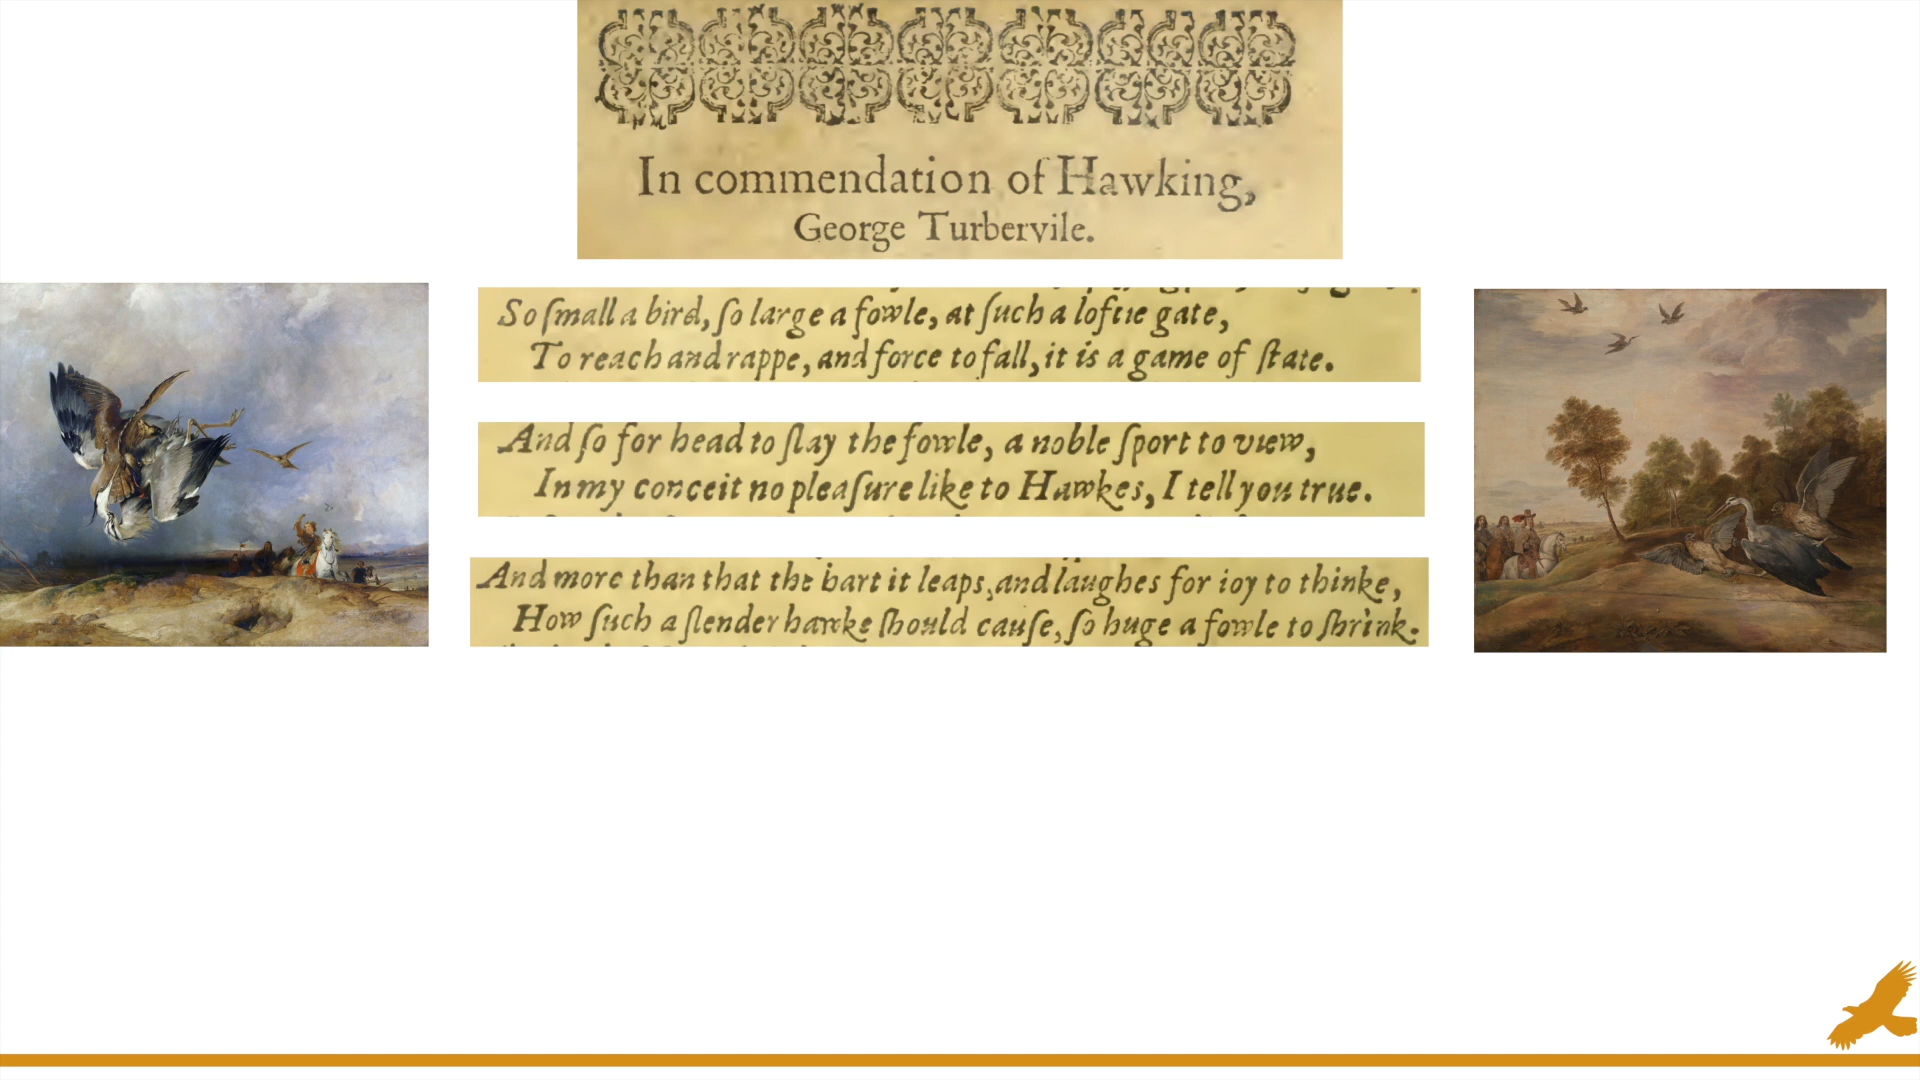 In commendation of Hawking,
George Turbervile.
So ſmall a bird, ſo large a fowle, at ſuch a loftie gate,
To reach and rappe, and force to fall, it is a game of ſtate.
And ſo for head to ſlay the fowle, a noble ſport to view,
In my conceit no pleaſure like to Hawkes, I tell you true.
And more than that the hart it leaps, and laughes for ioy to thinke,
How ſuch a ſlender hawke ſhould cauſe, ſo huge a fowle to ſhrink.